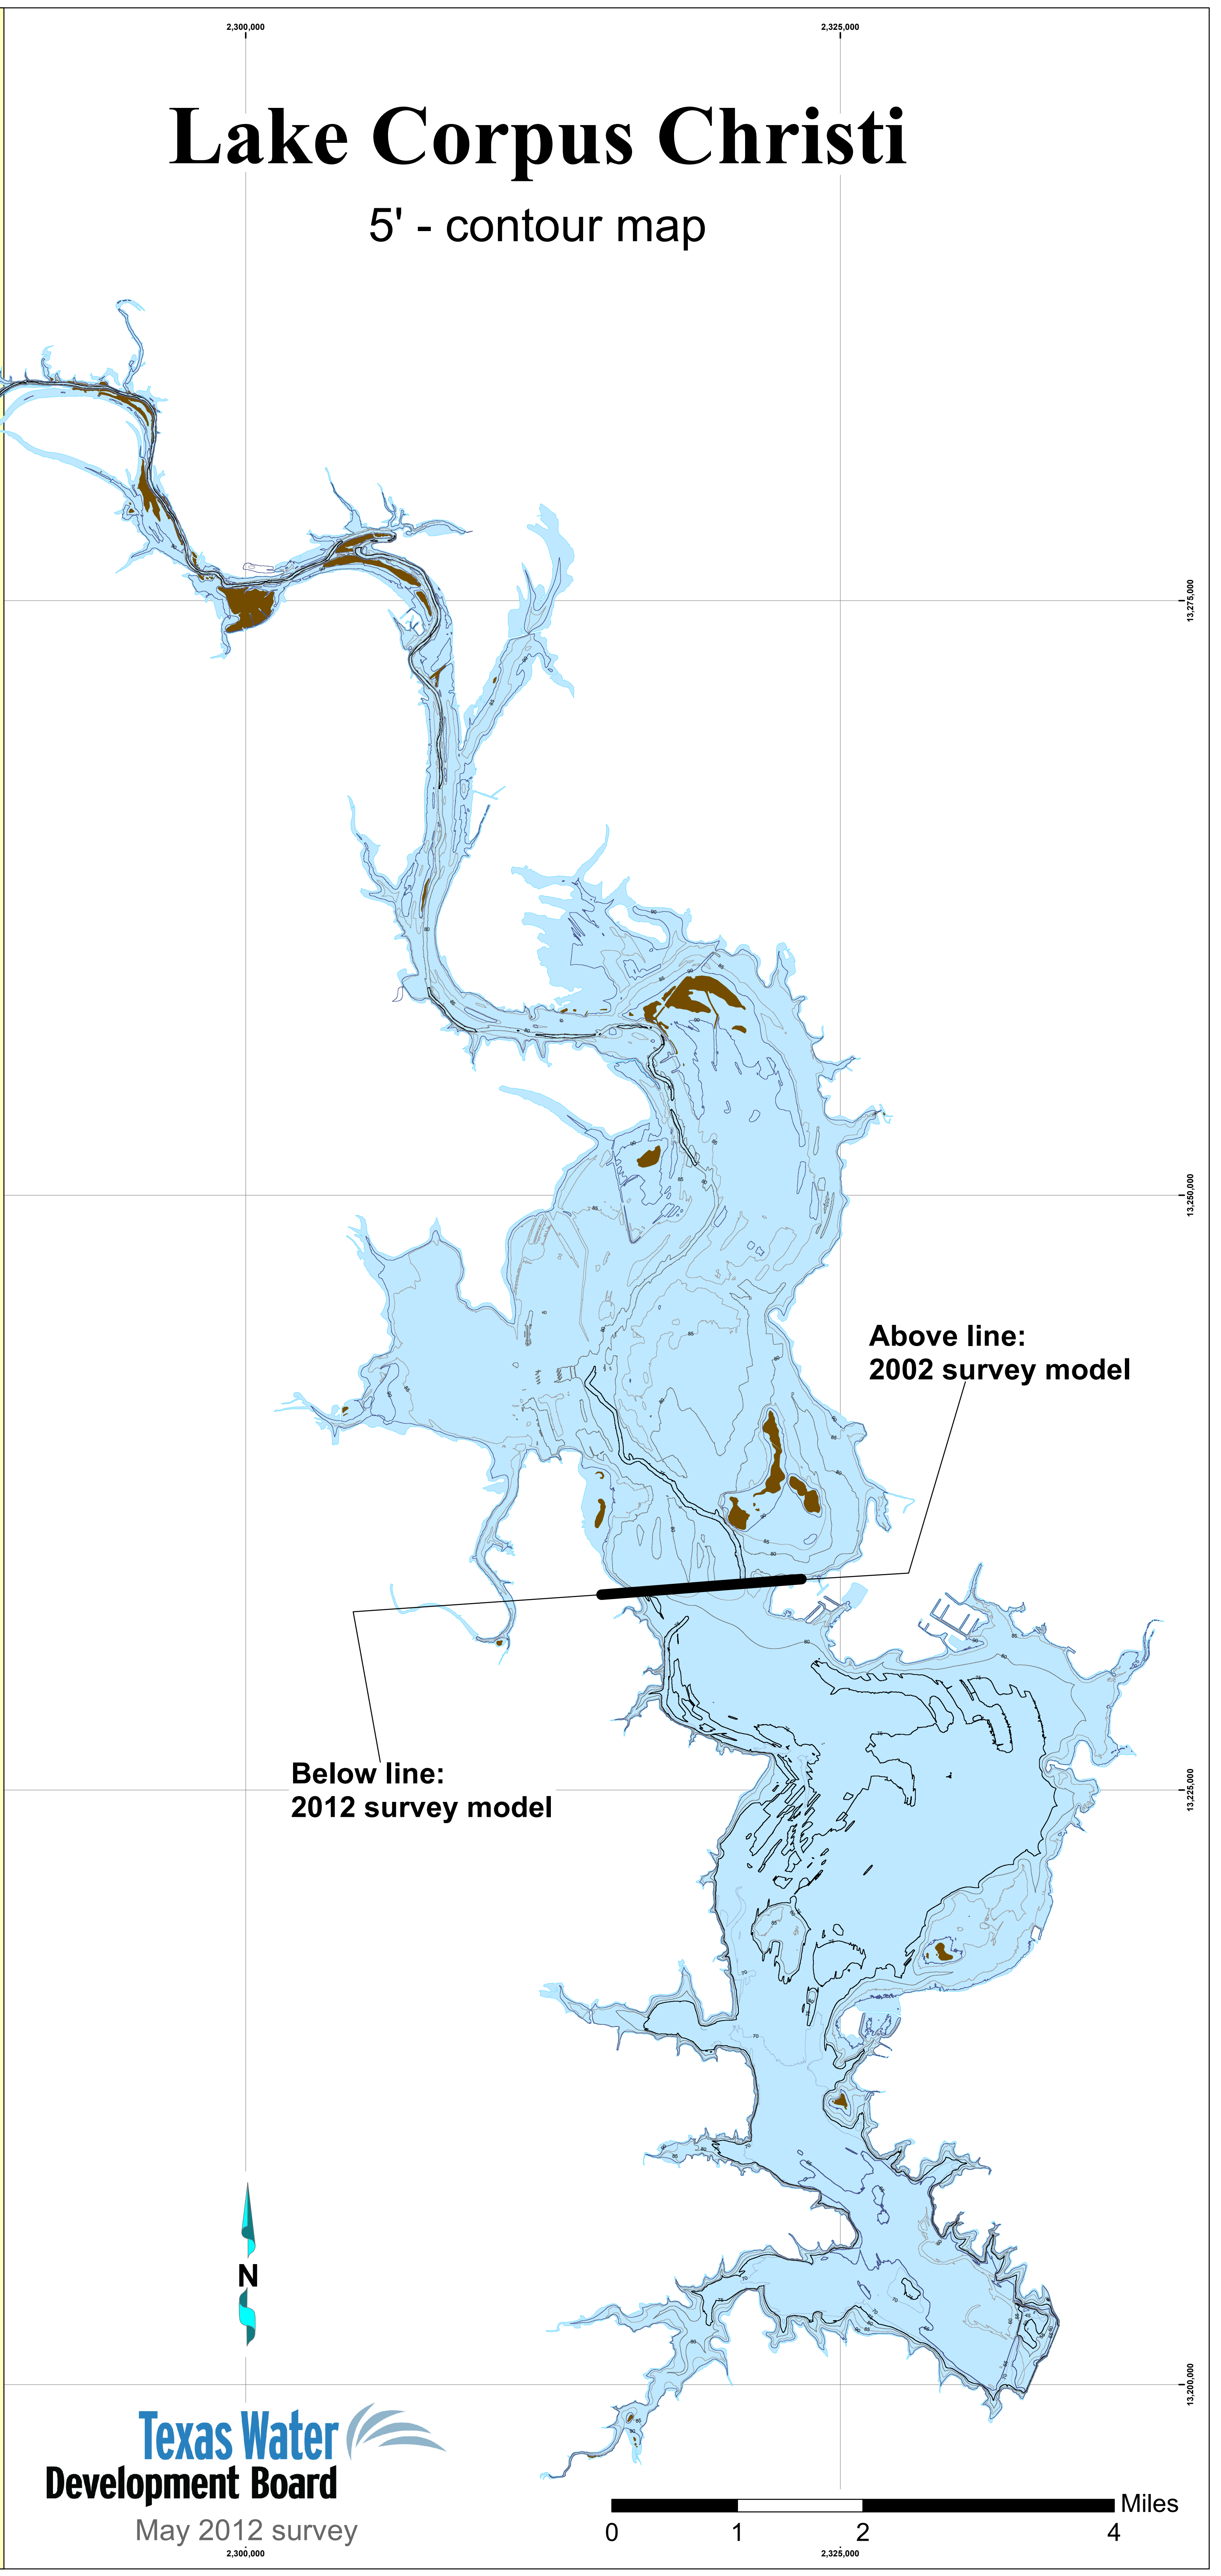 2,300,000
2,325,000
Lake Corpus Christi
5' - contour map
13,275,000
13,250,000
Above line:
2002 survey model
Below line:
2012 survey model
13,225,000
N
13,200,000
Texas Water
Development Board
May 2012 survey
Miles
0 1 2 4
2,300,000
2,325,000